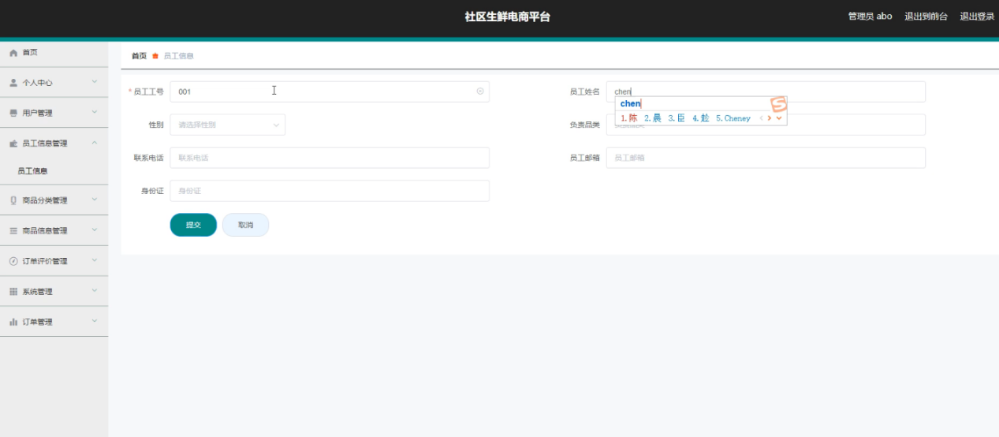 社区生鲜电商平台
管理员 abo 退出到前台 退出登录
首页
个人中心
用户管理
员工信息管理
员工信息
商品分类管理
商品信息管理
订单评价管理
系统管理
订单管理
首页 员工信息
* 员工工号 001
员工姓名 chen
chen
1.陈 2.晨 3.臣 4.趁 5.Cheney
性别 请选择性别
负责品类
联系电话 联系电话
员工邮箱 员工邮箱
身份证 身份证
提交 取消